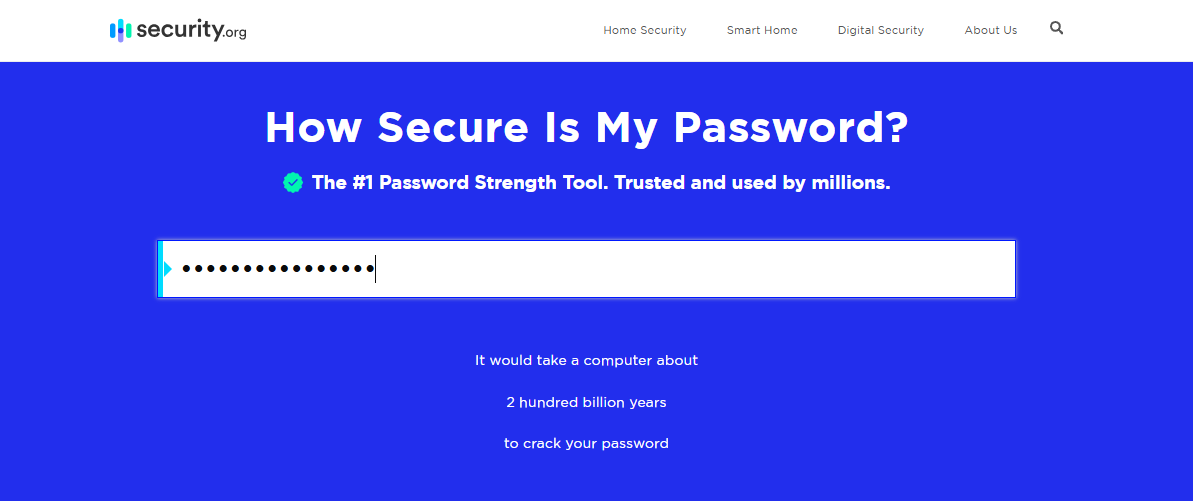 security.org
Home Security
Smart Home
Digital Security
About Us
How Secure Is My Password?
The #1 Password Strength Tool. Trusted and used by millions.
••••••••••••••••
It would take a computer about
2 hundred billion years
to crack your password